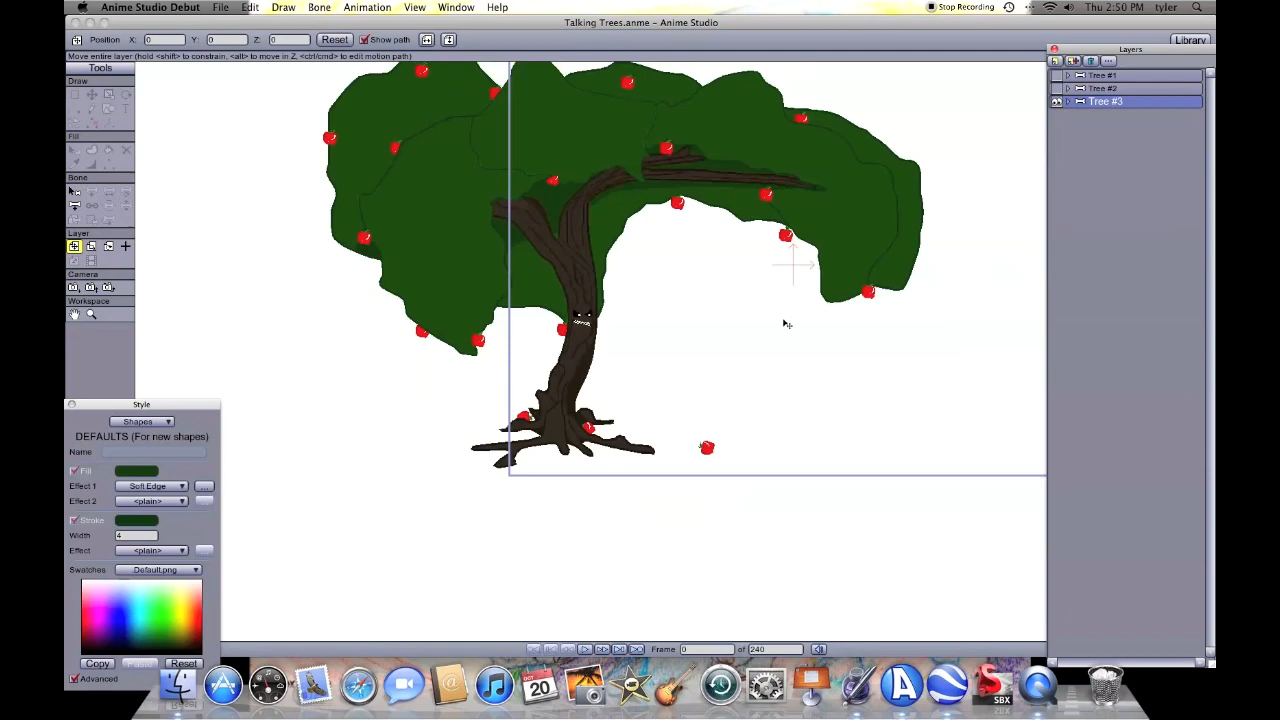 Anime Studio Debut File Edit Draw Bone Animation View Window Help Stop Recording Thu 2:50 PM tyler
Talking Trees.anme – Anime Studio
Position X: 0 Y: 0 Z: 0 Reset Show path Library
Move entire layer (hold <shift> to constrain, <alt> to move in Z, <ctrl/cmd> to edit motion path)
Layers
Tools
Draw
Fill
Bone
Layer
Camera
Workspace
Tree #1
Tree #2
Tree #3
Style
Shapes
DEFAULTS (For new shapes)
Name
Fill
Effect 1 Soft Edge ...
Effect 2 <plain>
Stroke
Width 4
Effect <plain>
Swatches Default.png
Copy Paste Reset
Advanced
Frame 0 of 240
OCT
20
SBX